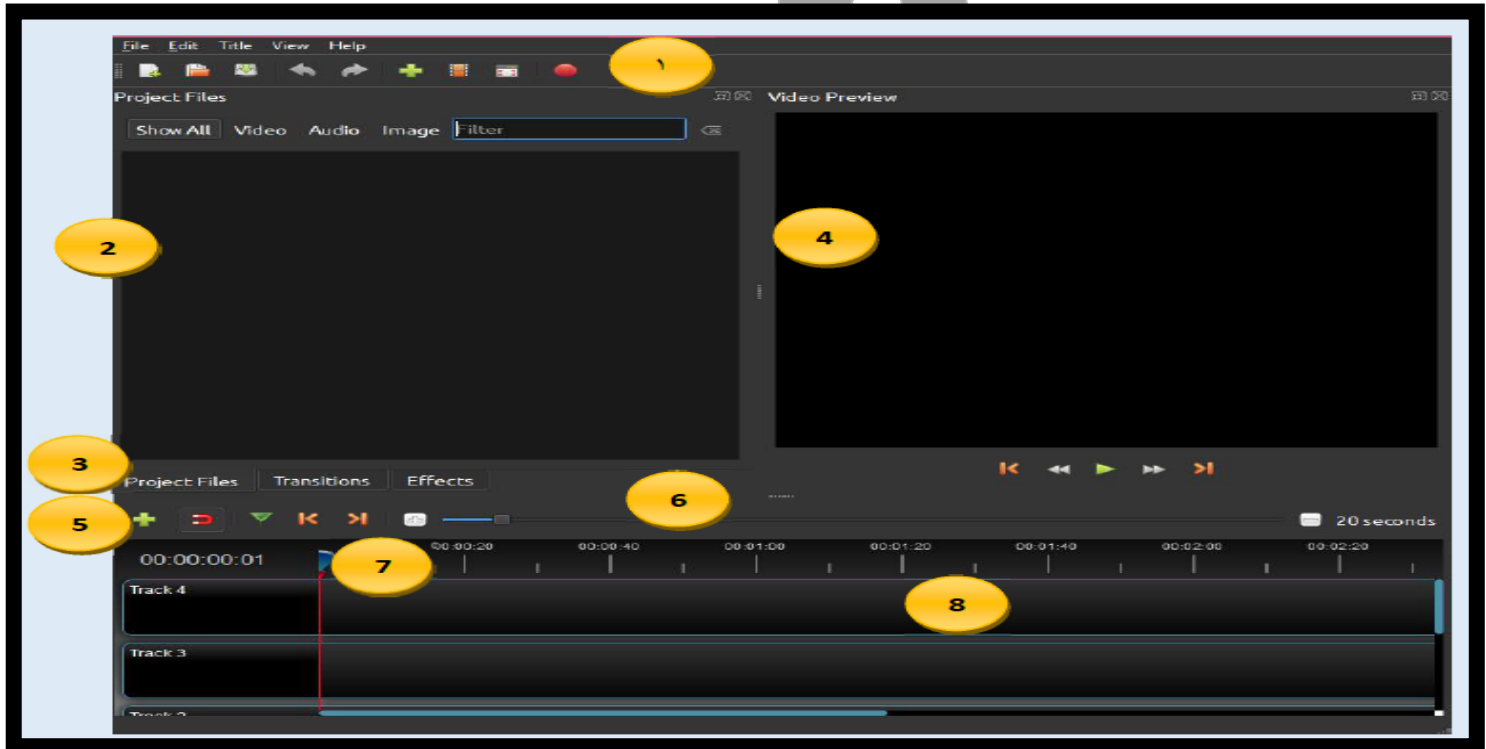 File Edit Title View Help
١
Project Files
Video Preview
Show All Video Audio Image Filter
2
4
3
Project Files Transitions Effects
6
5
20 seconds
00:00:00:01
7
00:00:20 00:00:40 00:01:00 00:01:20 00:01:40 00:02:00 00:02:20
Track 4
8
Track 3